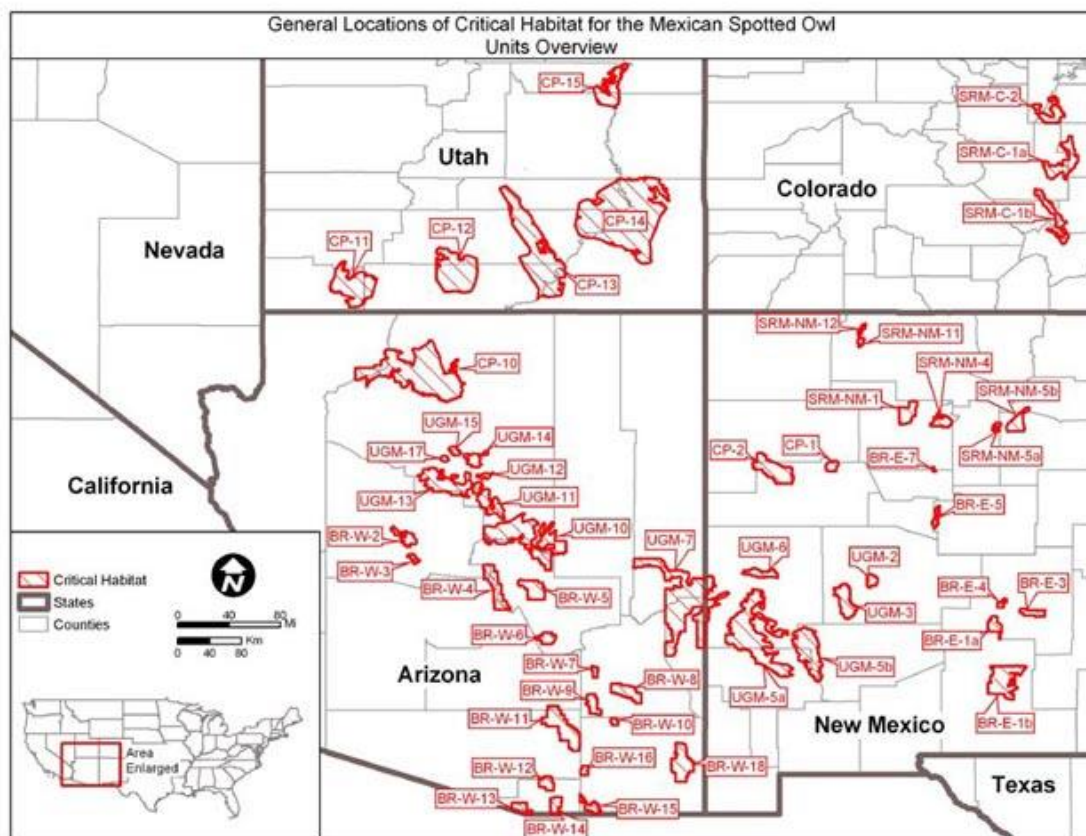 General Locations of Critical Habitat for the Mexican Spotted Owl
Units Overview
CP-15
SRM-C-2
Utah
SRM-C-1a
Colorado
CP-14
SRM-C-1b
Nevada
CP-11
CP-12
CP-13
SRM-NM-12
SRM-NM-11
CP-10
SRM-NM-4
SRM-NM-5b
SRM-NM-1
UGM-15
UGM-14
UGM-17
CP-2
CP-1
BR-E-7
SRM-NM-5a
UGM-12
California
UGM-13
UGM-11
BR-E-5
UGM-10
BR-W-2
UGM-7
UGM-6
UGM-2
BR-W-3
BR-E-4
BR-E-3
BR-W-4
BR-W-5
UGM-3
BR-E-1a
BR-W-6
Arizona
BR-W-7
BR-W-8
UGM-5a
UGM-5b
BR-W-9
BR-E-1b
BR-W-11
BR-W-10
New Mexico
BR-W-16
BR-W-18
BR-W-12
Texas
BR-W-13
BR-W-14
BR-W-15
Critical Habitat
States
Counties
N
0 40 80 Mi
Km
0 40 80
Area
Enlarged